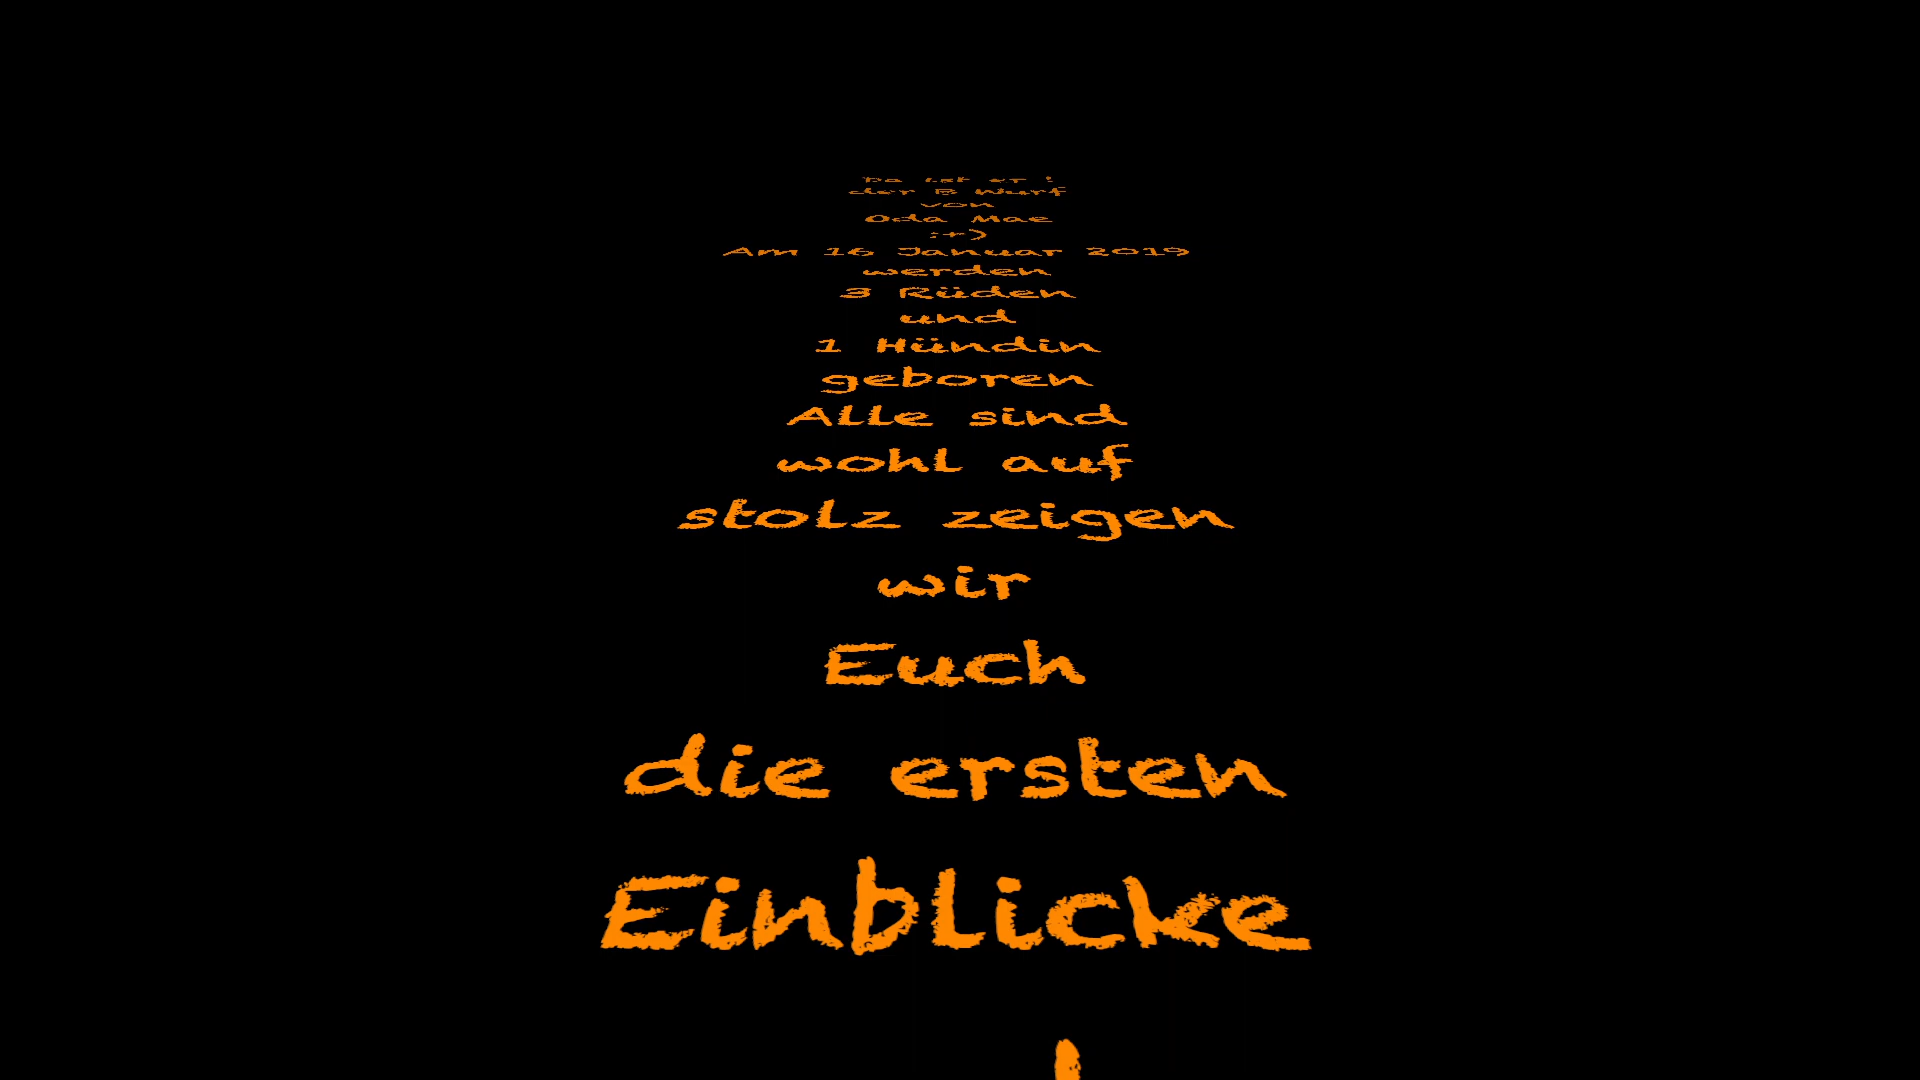 Da ist er !
der B Wurf
von
Oda Mae
:+)
Am 16 Januar 2019
werden
3 Rüden
und
1 Hündin
geboren
Alle sind
wohl auf
stolz zeigen
wir
Euch
die ersten
Einblicke